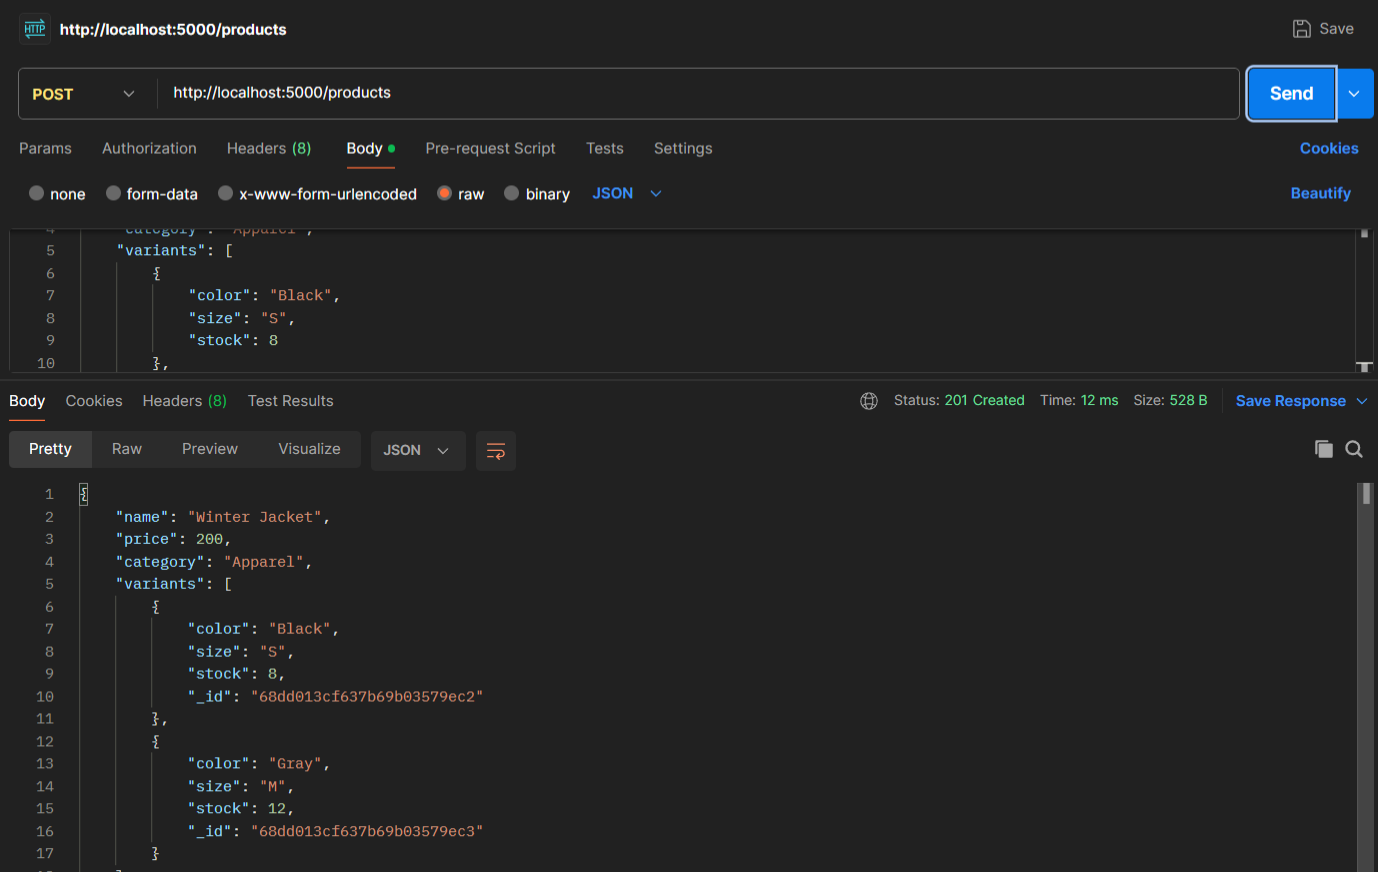 HTTP http://localhost:5000/products Save
POST http://localhost:5000/products Send
Params Authorization Headers (8) Body Pre-request Script Tests Settings Cookies
none form-data x-www-form-urlencoded raw binary JSON Beautify
4 "category": "Apparel",
5 "variants": [
6 {
7 "color": "Black",
8 "size": "S",
9 "stock": 8
10 },
Body Cookies Headers (8) Test Results Status: 201 Created Time: 12 ms Size: 528 B Save Response
Pretty Raw Preview Visualize JSON
1 {
2 "name": "Winter Jacket",
3 "price": 200,
4 "category": "Apparel",
5 "variants": [
6 {
7 "color": "Black",
8 "size": "S",
9 "stock": 8,
10 "_id": "68dd013cf637b69b03579ec2"
11 },
12 {
13 "color": "Gray",
14 "size": "M",
15 "stock": 12,
16 "_id": "68dd013cf637b69b03579ec3"
17 }